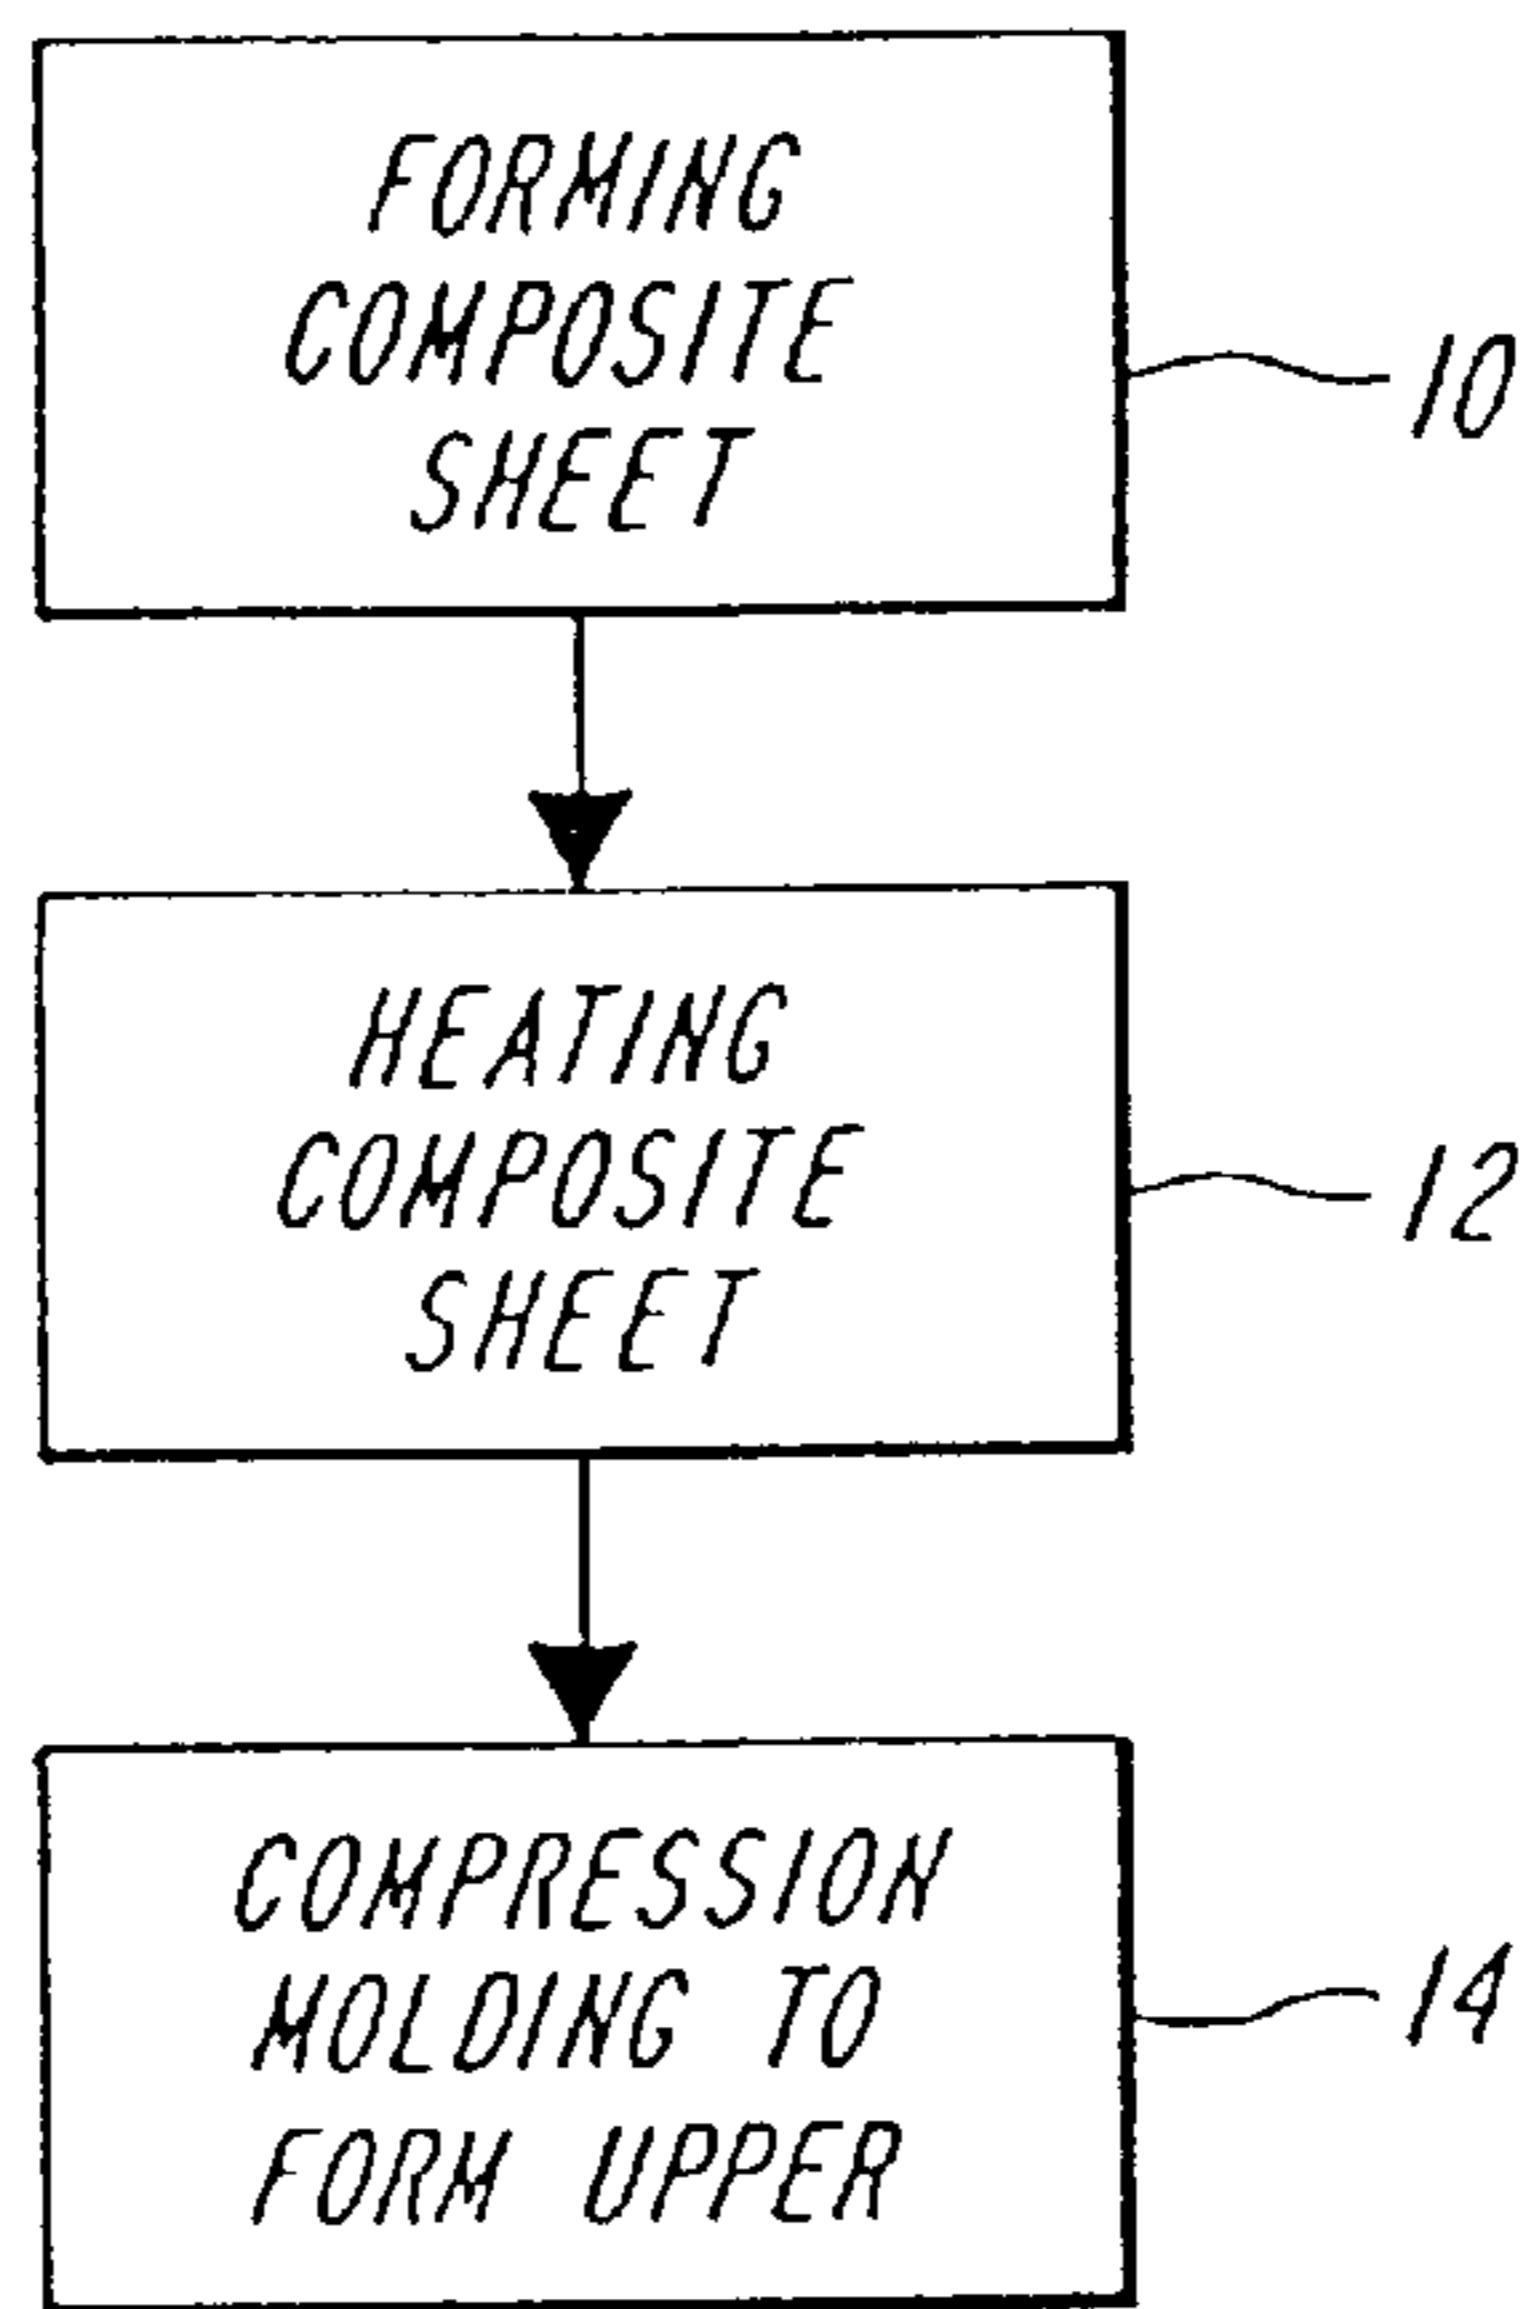 FORMING
COMPOSITE
SHEET
10
HEATING
COMPOSITE
SHEET
12
COMPRESSION
MOLDING TO
FORM UPPER
14